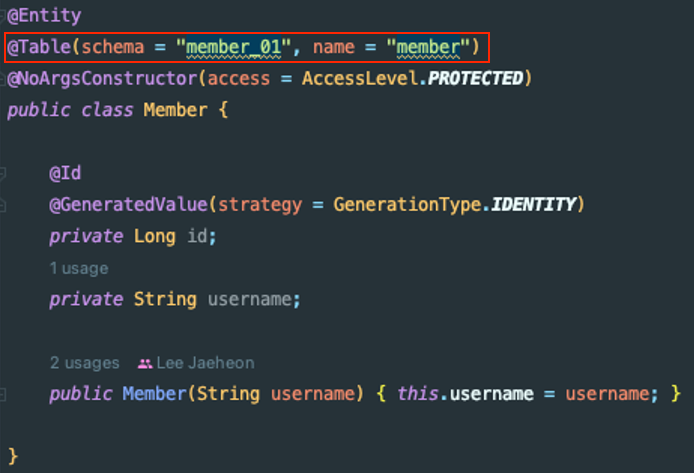 @Entity
@Table(schema = "member_01", name = "member")
@NoArgsConstructor(access = AccessLevel.PROTECTED)
public class Member {
@Id
@GeneratedValue(strategy = GenerationType.IDENTITY)
private Long id;
1 usage
private String username;
2 usages Lee Jaeheon
public Member(String username) { this.username = username; }
}